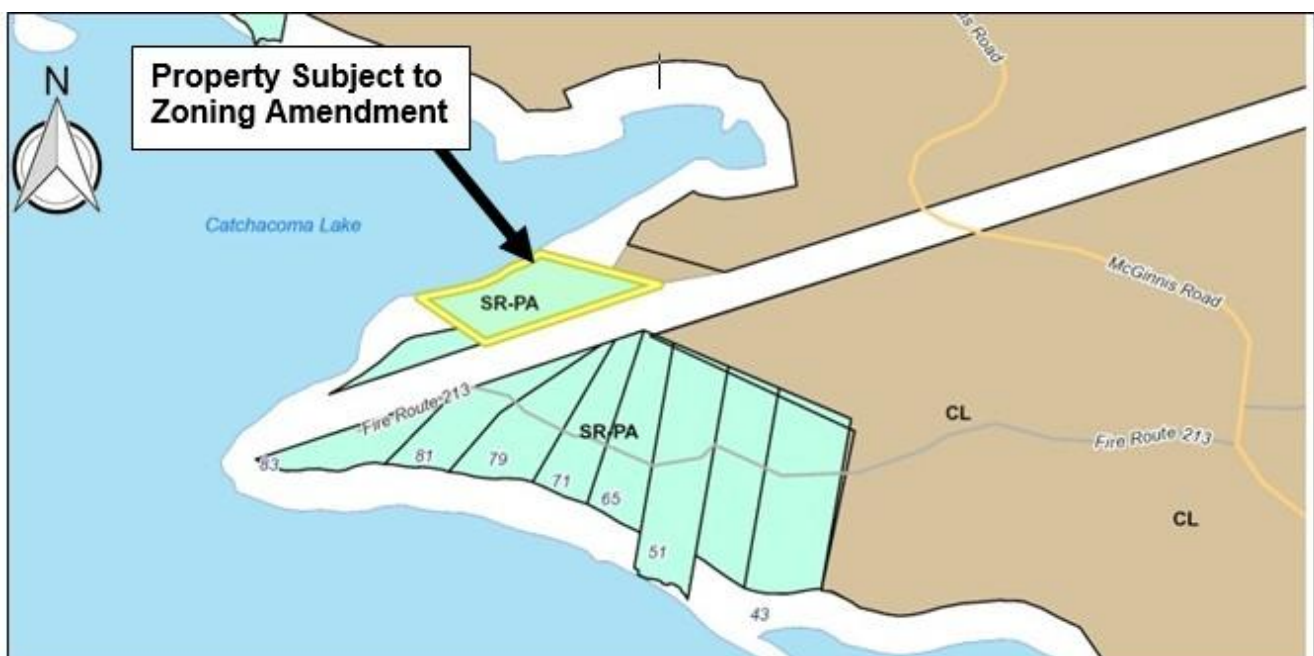 Property Subject to
Zoning Amendment
N
Road
Catchacoma Lake
SR-PA
McGinnis Road
Fire Route 213
SR-PA
CL
Fire Route 213
83
81
79
71
65
CL
51
43